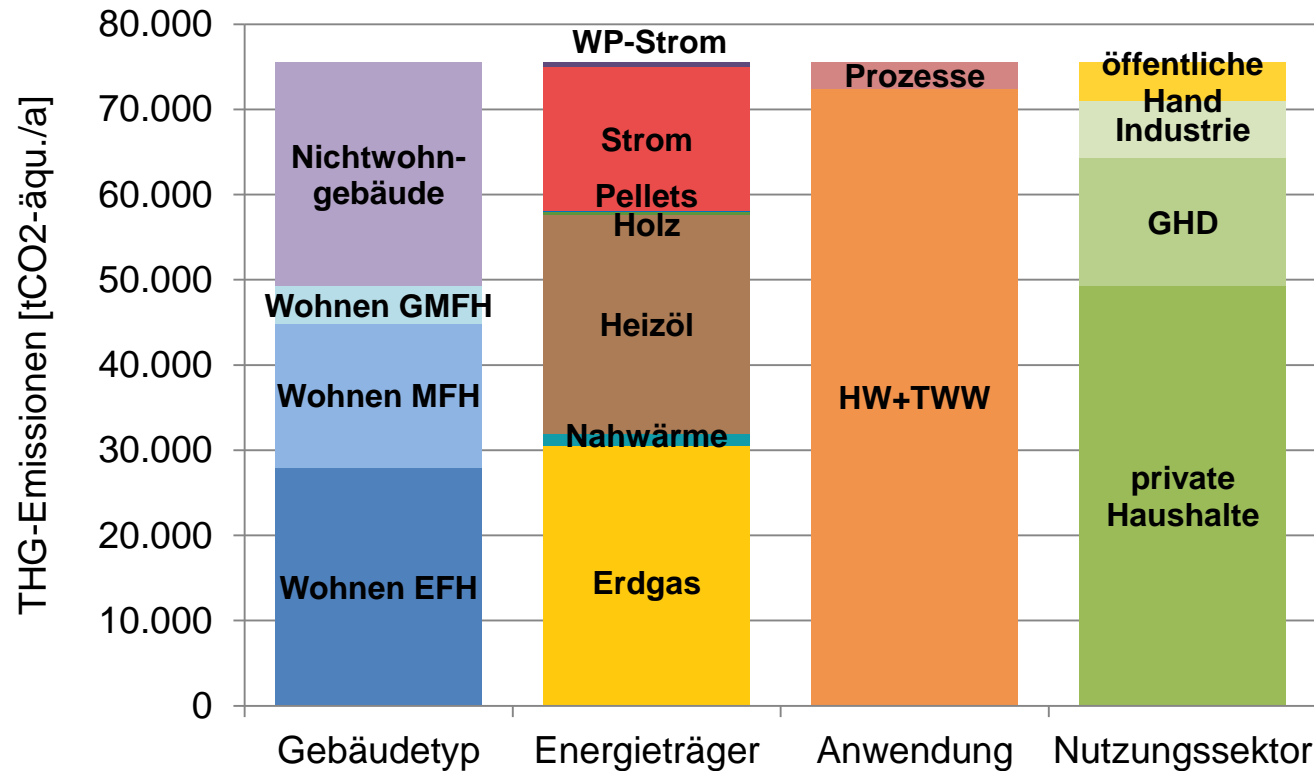 THG-Emissionen [tCO2-äqu./a]
80.000
70.000
60.000
50.000
40.000
30.000
20.000
10.000
0
Nichtwohn-
gebäude
Wohnen GMFH
Wohnen MFH
Wohnen EFH
WP-Strom
Strom
Pellets
Holz
Heizöl
Nahwärme
Erdgas
Prozesse
HW+TWW
öffentliche
Hand
Industrie
GHD
private
Haushalte
Gebäudetyp
Energieträger
Anwendung
Nutzungssektor